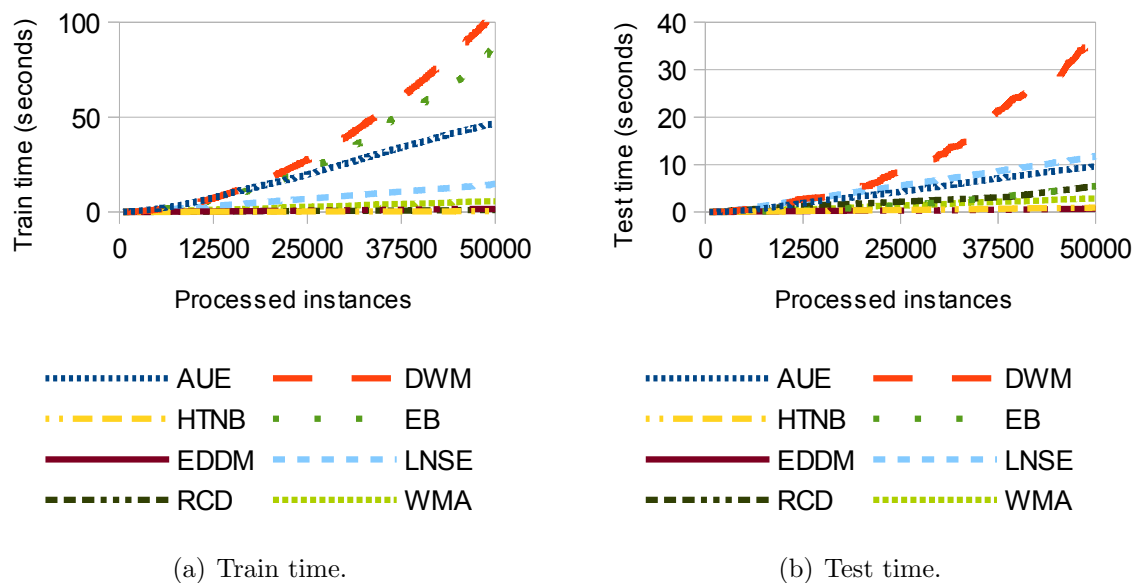 Train time (seconds)
100
50
0
0 12500 25000 37500 50000
Processed instances
AUE DWM
HTNB EB
EDDM LNSE
RCD WMA
(a) Train time.
Test time (seconds)
40
30
20
10
0
0 12500 25000 37500 50000
Processed instances
AUE DWM
HTNB EB
EDDM LNSE
RCD WMA
(b) Test time.